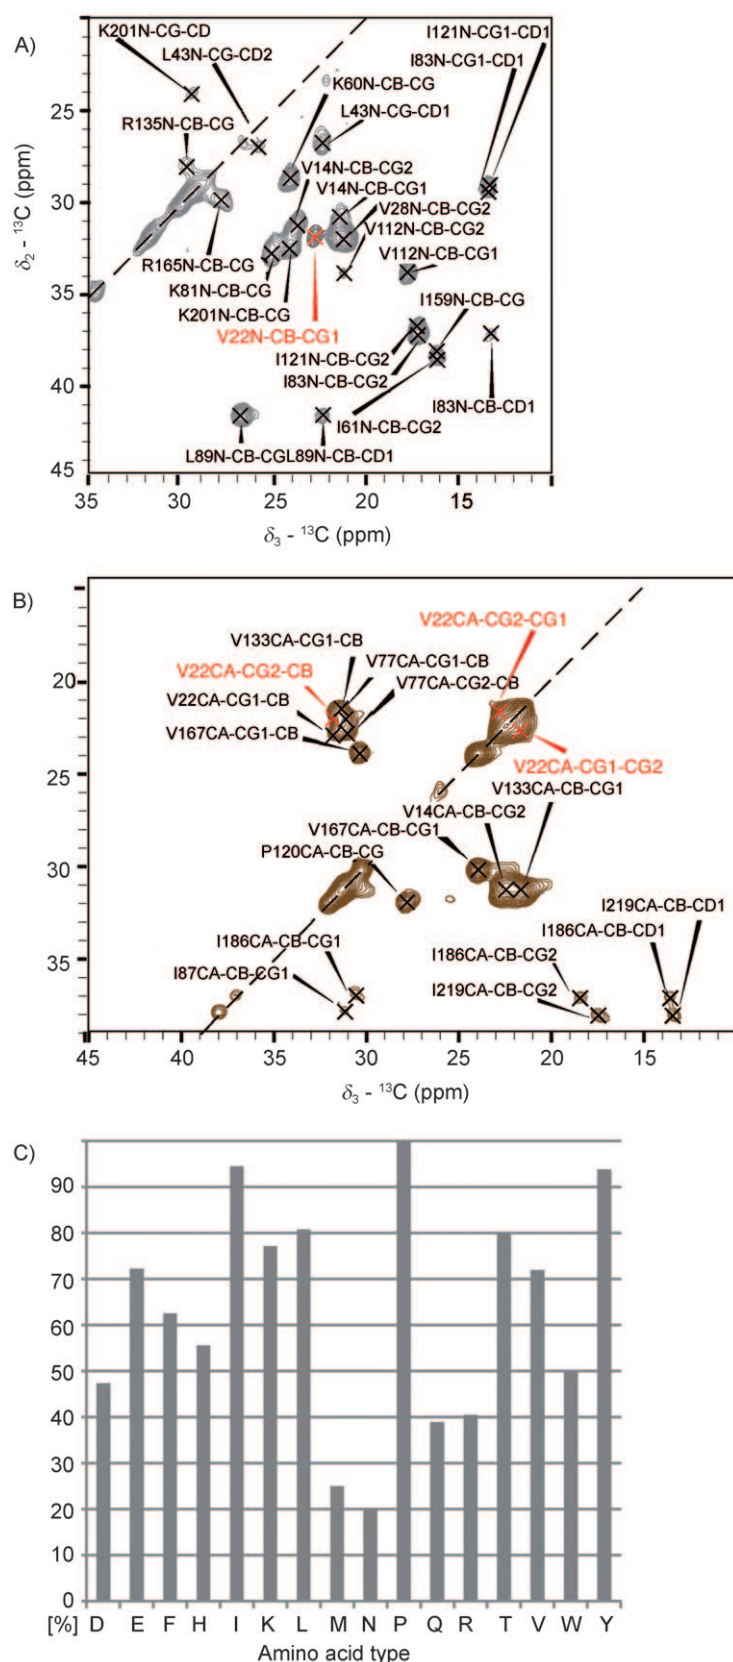 A)
K201N-CG-CD
L43N-CG-CD2
I121N-CG1-CD1
I83N-CG1-CD1
K60N-CB-CG
L43N-CG-CD1
R135N-CB-CG
V14N-CB-CG2
V14N-CB-CG1
V28N-CB-CG2
V112N-CB-CG2
V112N-CB-CG1
R165N-CB-CG
K81N-CB-CG
K201N-CB-CG
V22N-CB-CG1
I159N-CB-CG
I121N-CB-CG2
I83N-CB-CG2
I83N-CB-CD1
I61N-CB-CG2
L89N-CB-CG
L89N-CB-CD1
25
30
35
40
45
δ2 - 13C (ppm)
35
30
25
20
15
10
δ3 - 13C (ppm)
B)
V22CA-CG2-CG1
V133CA-CG1-CB
V22CA-CG2-CB
V77CA-CG1-CB
V77CA-CG2-CB
V22CA-CG1-CB
V167CA-CG1-CB
V22CA-CG1-CG2
V133CA-CB-CG1
V14CA-CB-CG2
V167CA-CB-CG1
P120CA-CB-CG
I219CA-CB-CD1
I186CA-CB-CD1
I186CA-CB-CG1
I186CA-CB-CG2
I87CA-CB-CG1
I219CA-CB-CG2
20
25
30
35
45
40
35
30
25
20
15
δ3 - 13C (ppm)
C)
90
80
70
60
50
40
30
20
10
0
[%] D E F H I K L M N P Q R T V W Y
Amino acid type